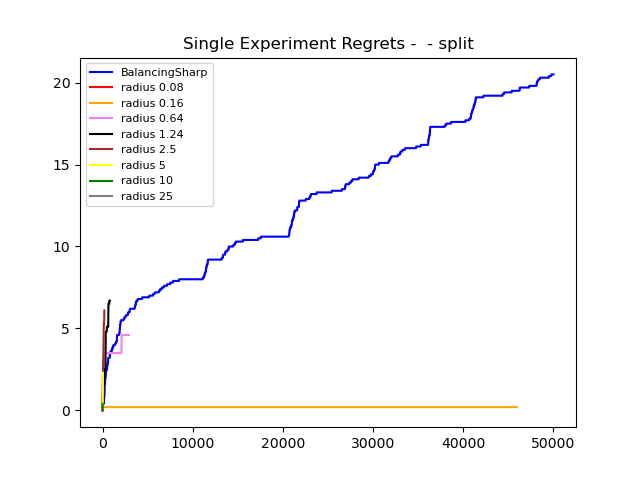 Single Experiment Regrets -  - split
BalancingSharp
radius 0.08
radius 0.16
radius 0.64
radius 1.24
radius 2.5
radius 5
radius 10
radius 25
20
15
10
5
0
0 10000 20000 30000 40000 50000